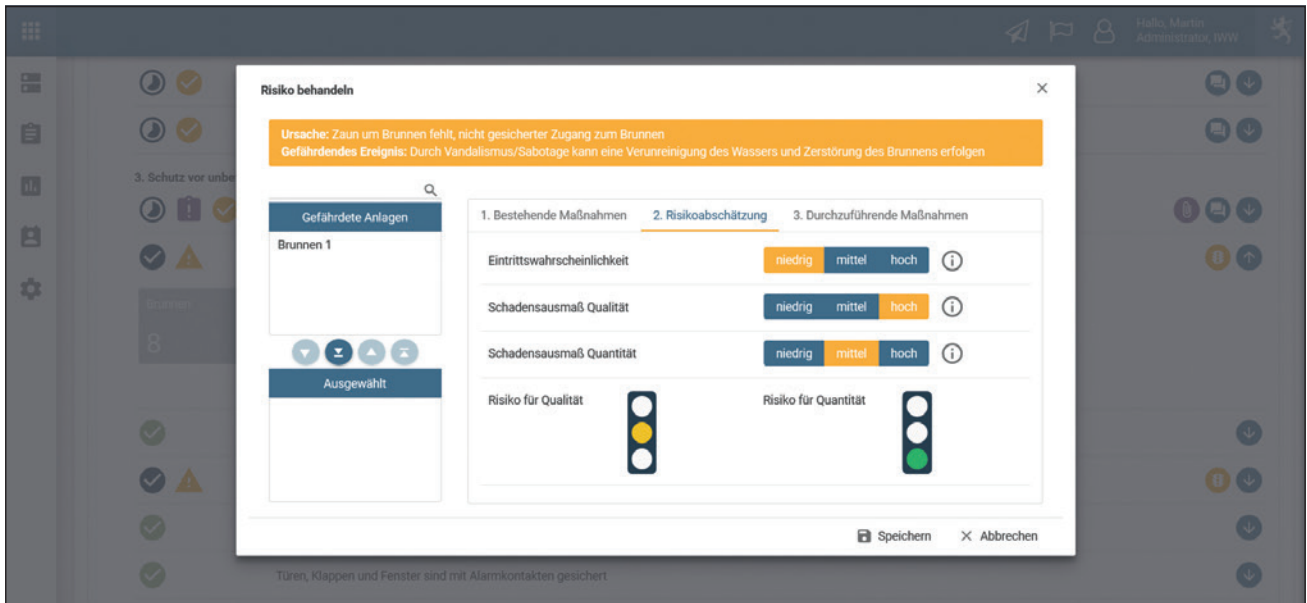 Hallo, Martin
Administrator, IWW
Risiko behandeln
Ursache: Zaun um Brunnen fehlt, nicht gesicherter Zugang zum Brunnen
Gefährdendes Ereignis: Durch Vandalismus/Sabotage kann eine Verunreinigung des Wassers und Zerstörung des Brunnens erfolgen
3. Schutz vor unbe
Gefährdete Anlagen
Brunnen 1
1. Bestehende Maßnahmen 2. Risikoabschätzung 3. Durchzuführende Maßnahmen
Eintrittswahrscheinlichkeit niedrig mittel hoch
Schadensausmaß Qualität niedrig mittel hoch
Brunnen
8
Schadensausmaß Quantität niedrig mittel hoch
Ausgewählt
Risiko für Qualität Risiko für Quantität
Speichern Abbrechen
Türen, Klappen und Fenster sind mit Alarmkontakten gesichert